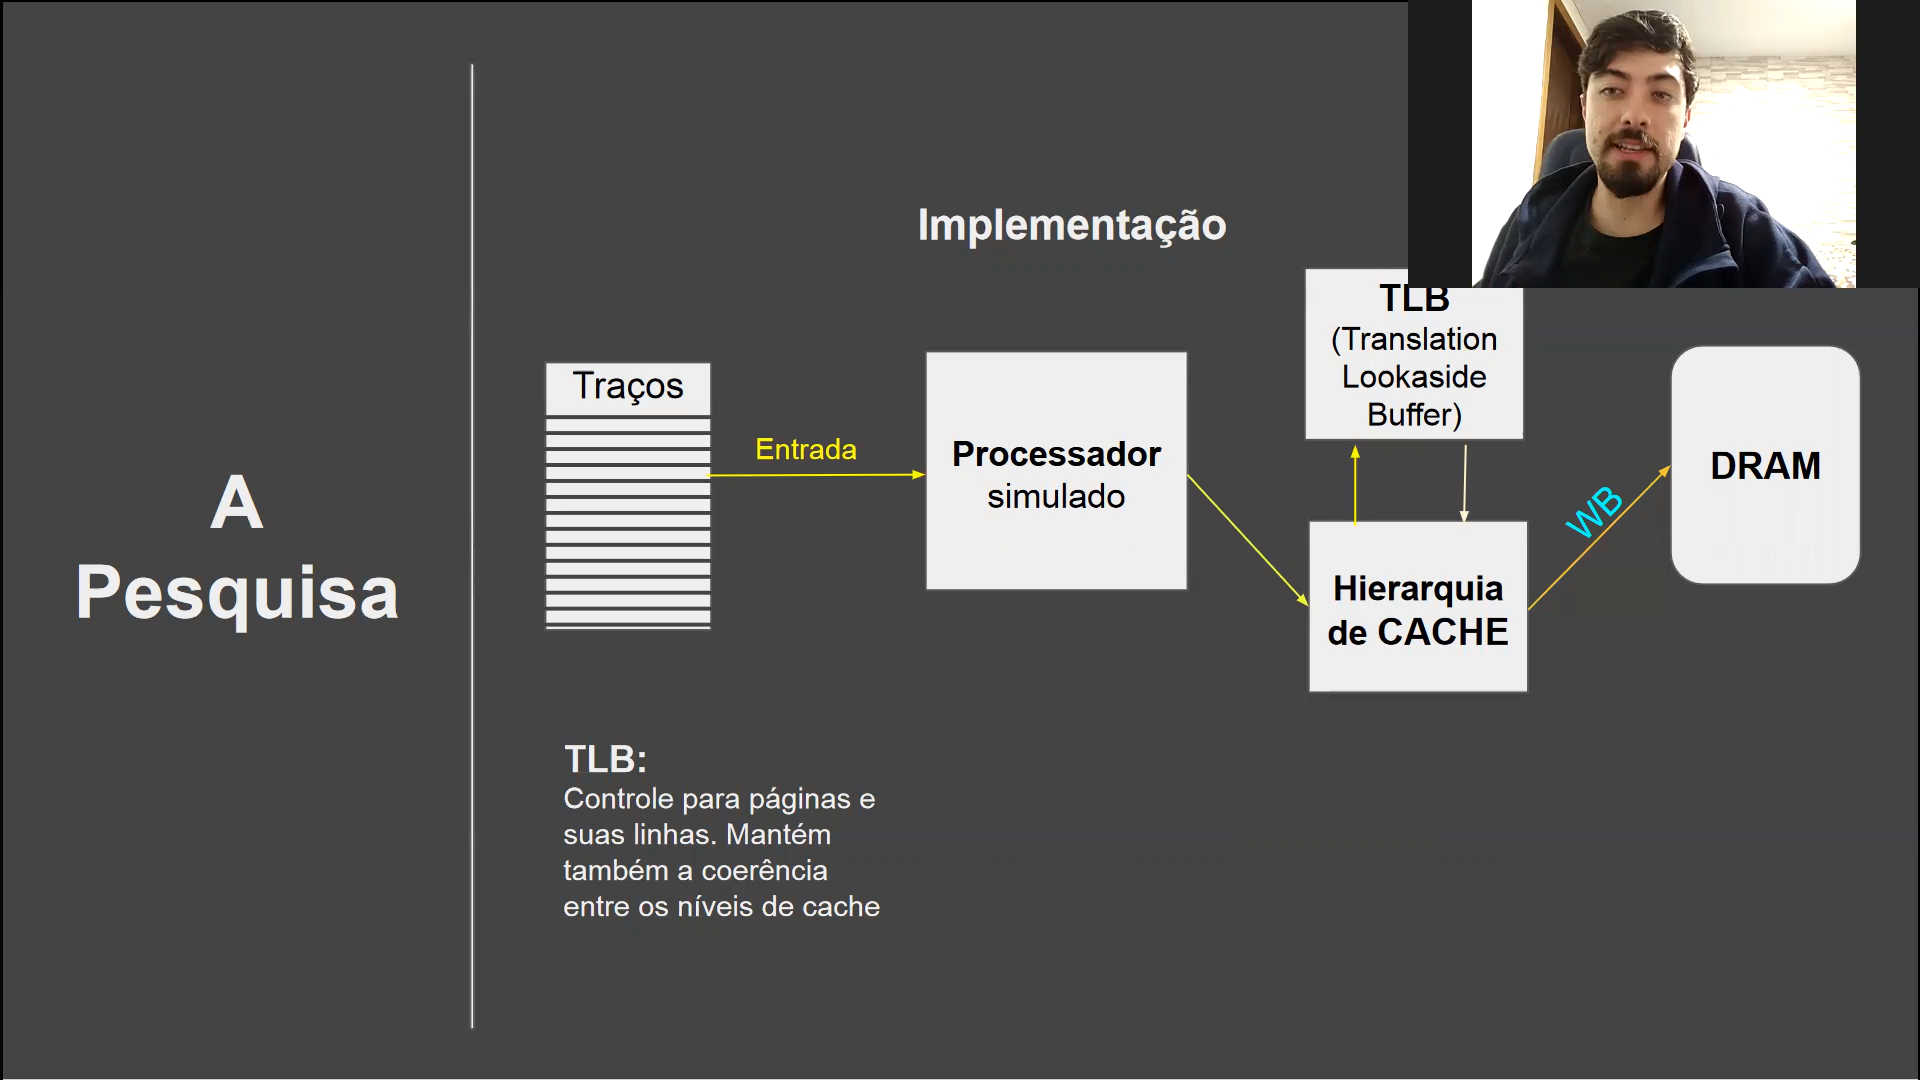 A
Pesquisa
Implementação
Traços
Entrada
Processador
simulado
TLB
(Translation
Lookaside
Buffer)
Hierarquia
de CACHE
WB
DRAM
TLB:
Controle para páginas e
suas linhas. Mantém
também a coerência
entre os níveis de cache